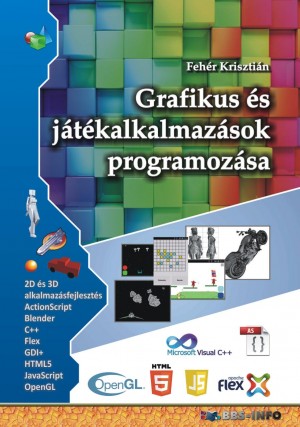 Fehér Krisztián
Grafikus és
játékalkalmazások
programozása
2D és 3D
alkalmazásfejlesztés
ActionScript
Blender
C++
Flex
GDI+
HTML5
JavaScript
OpenGL
Microsoft Visual C++
AS
{ }
OpenGL
HTML
5
JS
apache
flex
BBS-INFO